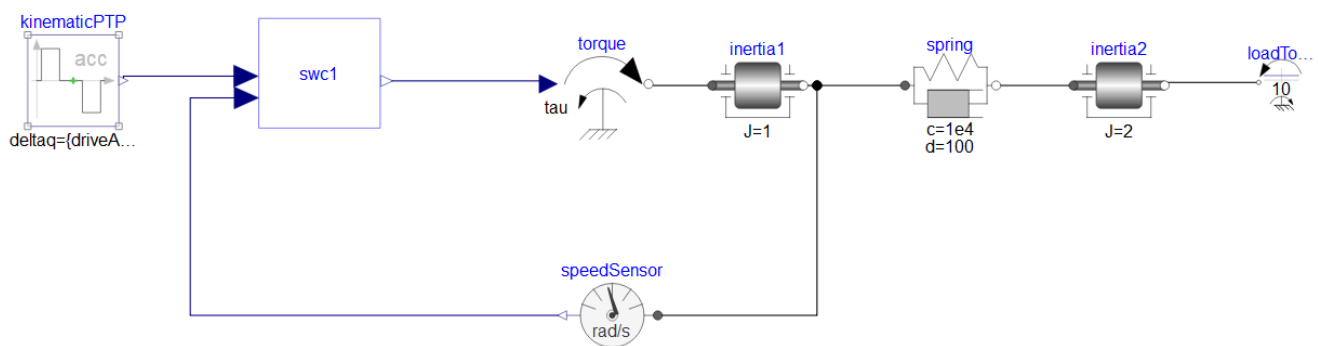 kinematicPTP
acc
deltaq={driveA...
swc1
torque
tau
inertia1
J=1
spring
c=1e4
d=100
inertia2
J=2
loadTo...
10
speedSensor
rad/s